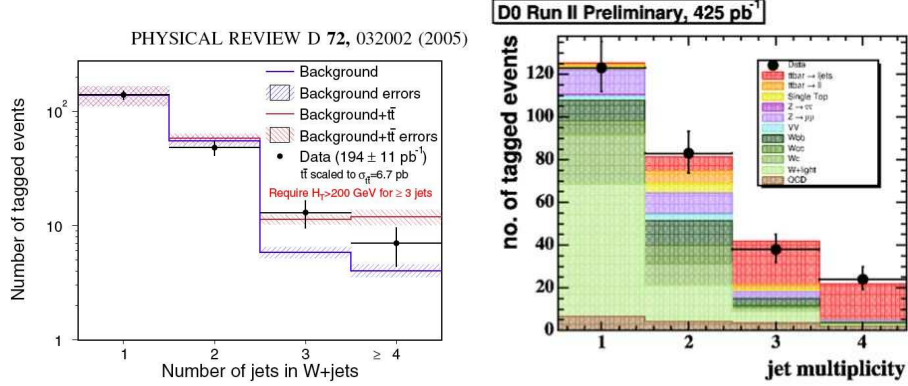 PHYSICAL REVIEW D 72, 032002 (2005)
Number of tagged events
10²
10
1
Background
Background errors
Background+tt̄
Background+tt̄ errors
Data (194 ± 11 pb⁻¹)
tt̄ scaled to σtt̄=6.7 pb
Require HT>200 GeV for ≥ 3 jets
1 2 3 ≥ 4
Number of jets in W+jets
D0 Run II Preliminary, 425 pb⁻¹
no. of tagged events
120
100
80
60
40
20
0
Data
ttbar → ljets
ttbar → ll
Single Top
Z → ττ
Z → μμ
VV
Wbb
Wcc
Wc
W+light
QCD
1 2 3 4
jet multiplicity